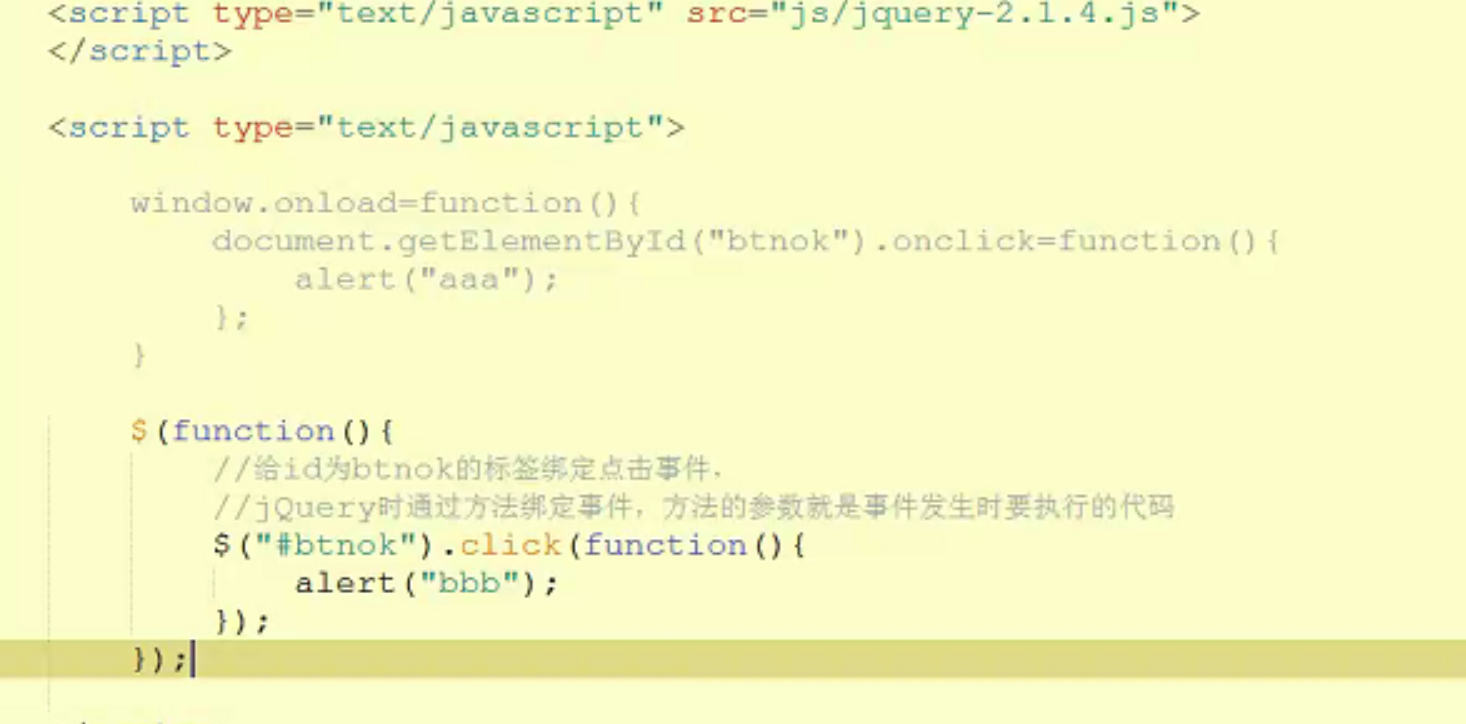 <script type="text/javascript" src="js/jquery-2.1.4.js">
</script>
<script type="text/javascript">
window.onload=function(){
document.getElementById("btnok").onclick=function(){
alert("aaa");
};
}
$(function(){
//给id为btnok的标签绑定点击事件.
//jQuery时通过方法绑定事件,方法的参数就是事件发生时要执行的代码
$("#btnok").click(function(){
alert("bbb");
});
});